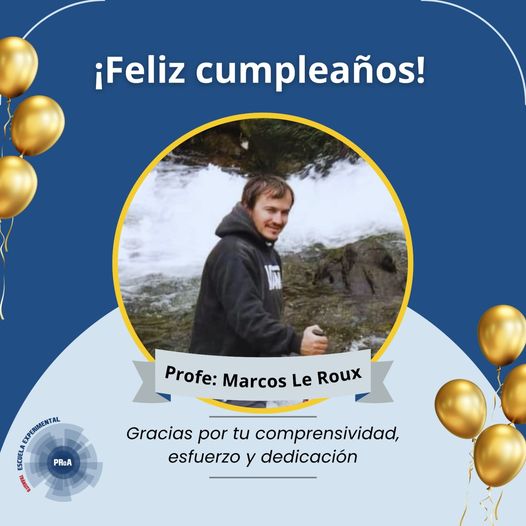 ¡Feliz cumpleaños!
Profe: Marcos Le Roux
Gracias por tu comprensividad,
esfuerzo y dedicación
ESCUELA EXPERIMENTAL
PRoA